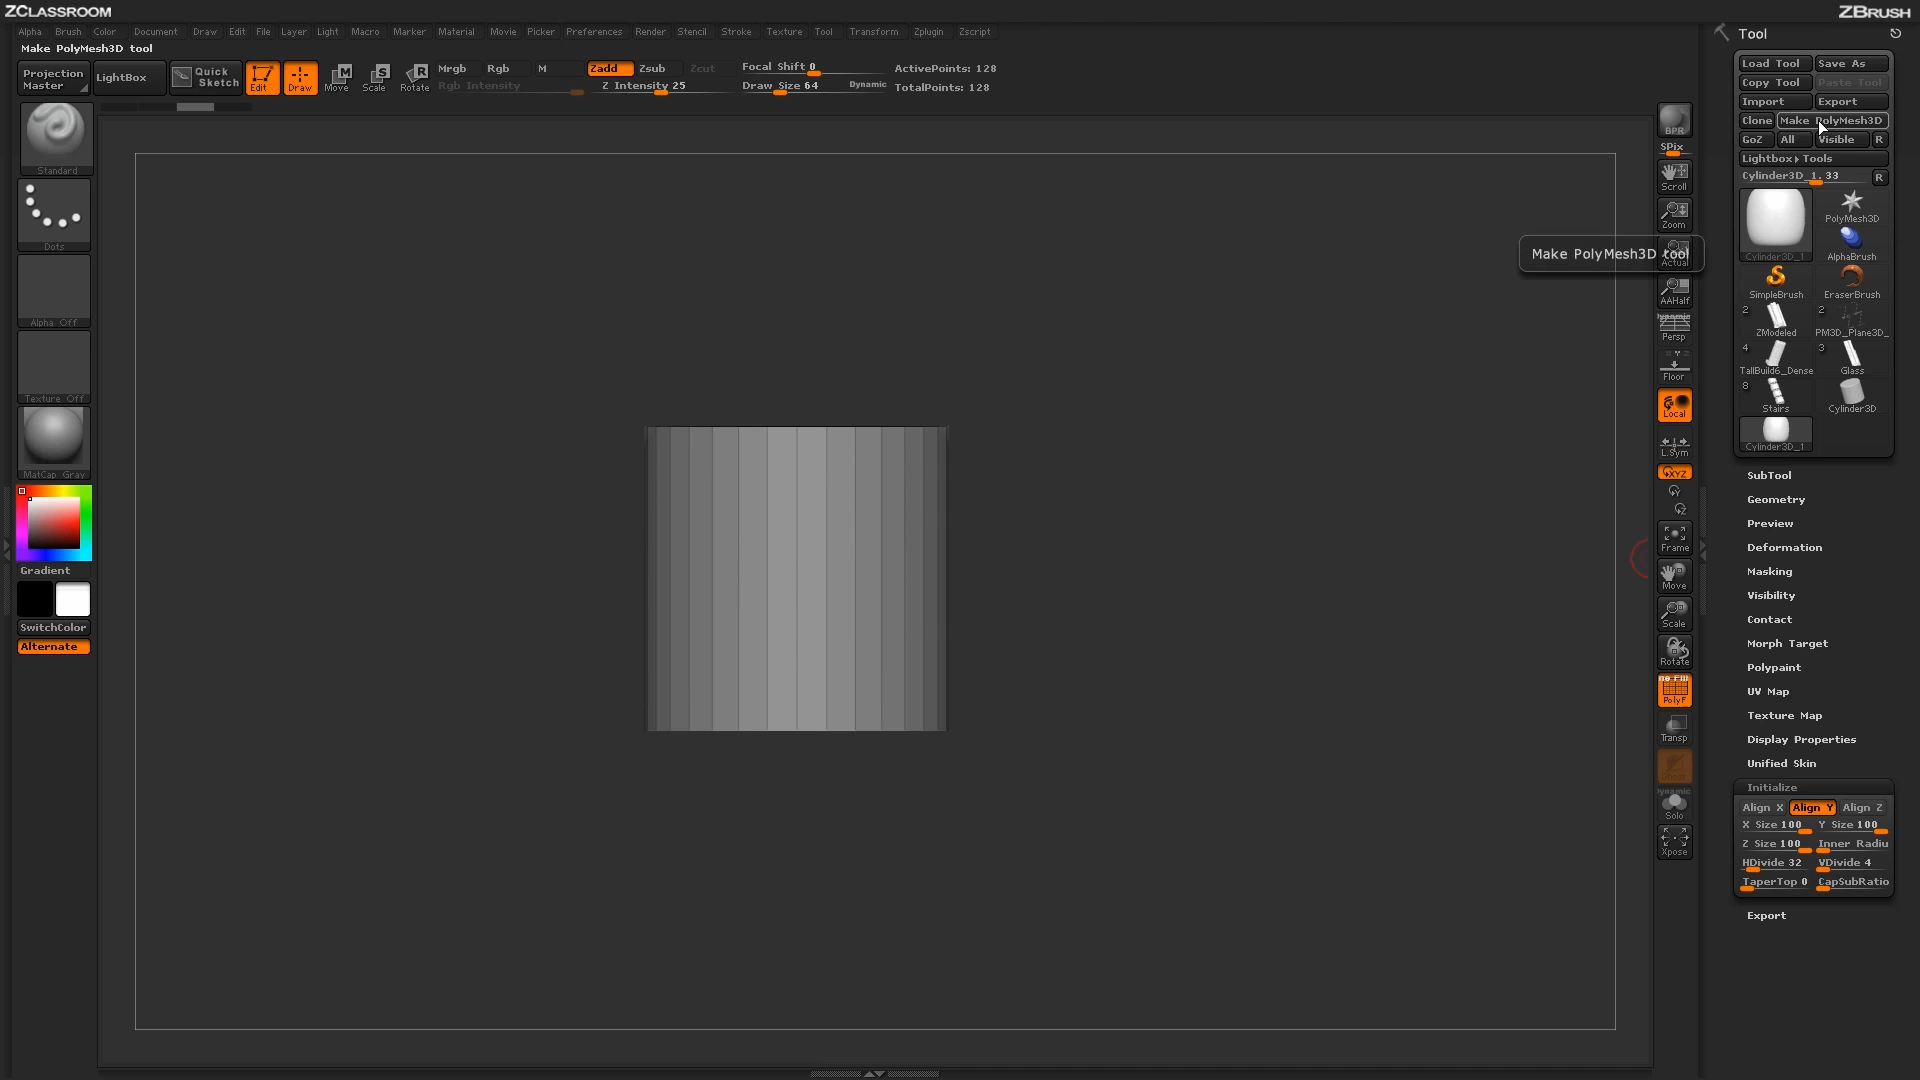 ZCLASSROOM
ZBRUSH
Alpha Brush Color Document Draw Edit File Layer Light Macro Marker Material Movie Picker Preferences Render Stencil Stroke Texture Tool Transform Zplugin Zscript
Make PolyMesh3D tool
Projection Master
LightBox
Quick Sketch
Edit
Draw
Move
Scale
Rotate
Mrgb Rgb M
Rgb Intensity
Zadd Zsub Zcut
Z Intensity 25
Focal Shift 0
Draw Size 64
Dynamic
ActivePoints: 128
TotalPoints: 128
Standard
Dots
Alpha Off
Texture Off
MatCap Gray
Gradient
SwitchColor
Alternate
Make PolyMesh3D tool
BPR
SPix
Scroll
Zoom
Actual
AAHalf
Dynamic
Persp
Floor
Local
L.Sym
XYZ
Y
Z
Frame
Move
Scale
Rotate
PolyF
Transp
Ghost
Dynamic
Solo
Xpose
Tool
Load Tool Save As
Copy Tool Paste Tool
Import Export
Clone Make PolyMesh3D
GoZ All Visible R
Lightbox▸Tools
Cylinder3D_1. 33 R
Cylinder3D_1
PolyMesh3D
AlphaBrush
SimpleBrush EraserBrush
2 2
ZModeled PM3D_Plane3D_
4 3
TallBuild6_Dense Glass
8
Stairs Cylinder3D
Cylinder3D_1
SubTool
Geometry
Preview
Deformation
Masking
Visibility
Contact
Morph Target
Polypaint
UV Map
Texture Map
Display Properties
Unified Skin
Initialize
Align X Align Y Align Z
X Size 100 Y Size 100
Z Size 100 Inner Radiu
HDivide 32 VDivide 4
TaperTop 0 CapSubRatio
Export